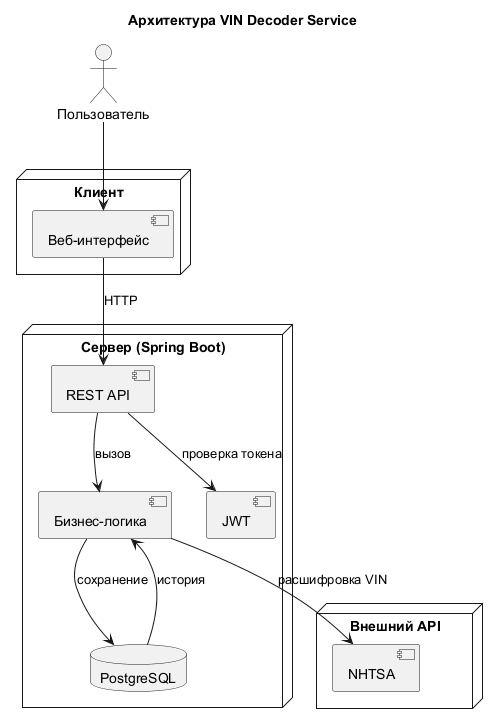 Архитектура VIN Decoder Service
Пользователь
Клиент
Веб-интерфейс
HTTP
Сервер (Spring Boot)
REST API
вызов
проверка токена
Бизнес-логика
JWT
сохранение
история
расшифровка VIN
Внешний API
PostgreSQL
NHTSA